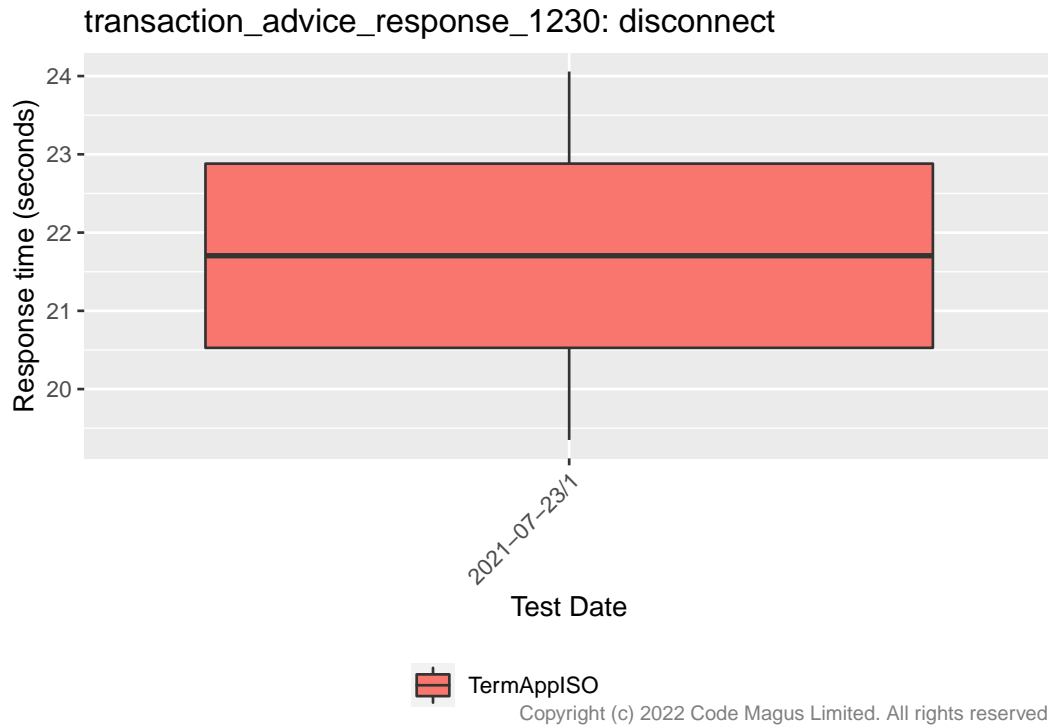 transaction_advice_response_1230: disconnect
Response time (seconds)
24
23
22
21
20
2021−07−23/1
Test Date
TermAppISO
Copyright (c) 2022 Code Magus Limited. All rights reserved